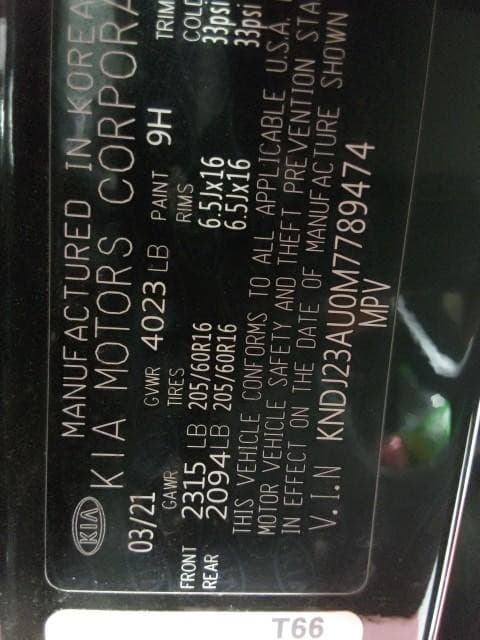 MANUFACTURED IN KOREA
KIA KIA MOTORS CORPORA
03/21 GVWR 4023 LB PAINT 9H TRIM
GAWR TIRES RIMS COLD
FRONT 2315 LB 205/60R16 6.5Jx16 33psi
REAR 2094LB 205/60R16 6.5Jx16 33psi
THIS VEHICLE CONFORMS TO ALL APPLICABLE U.S.A.
MOTOR VEHICLE SAFETY AND THEFT PREVENTION STA
IN EFFECT ON THE DATE OF MANUFACTURE SHOWN
V.I.N KNDJ23AU0M7789474
MPV
T66